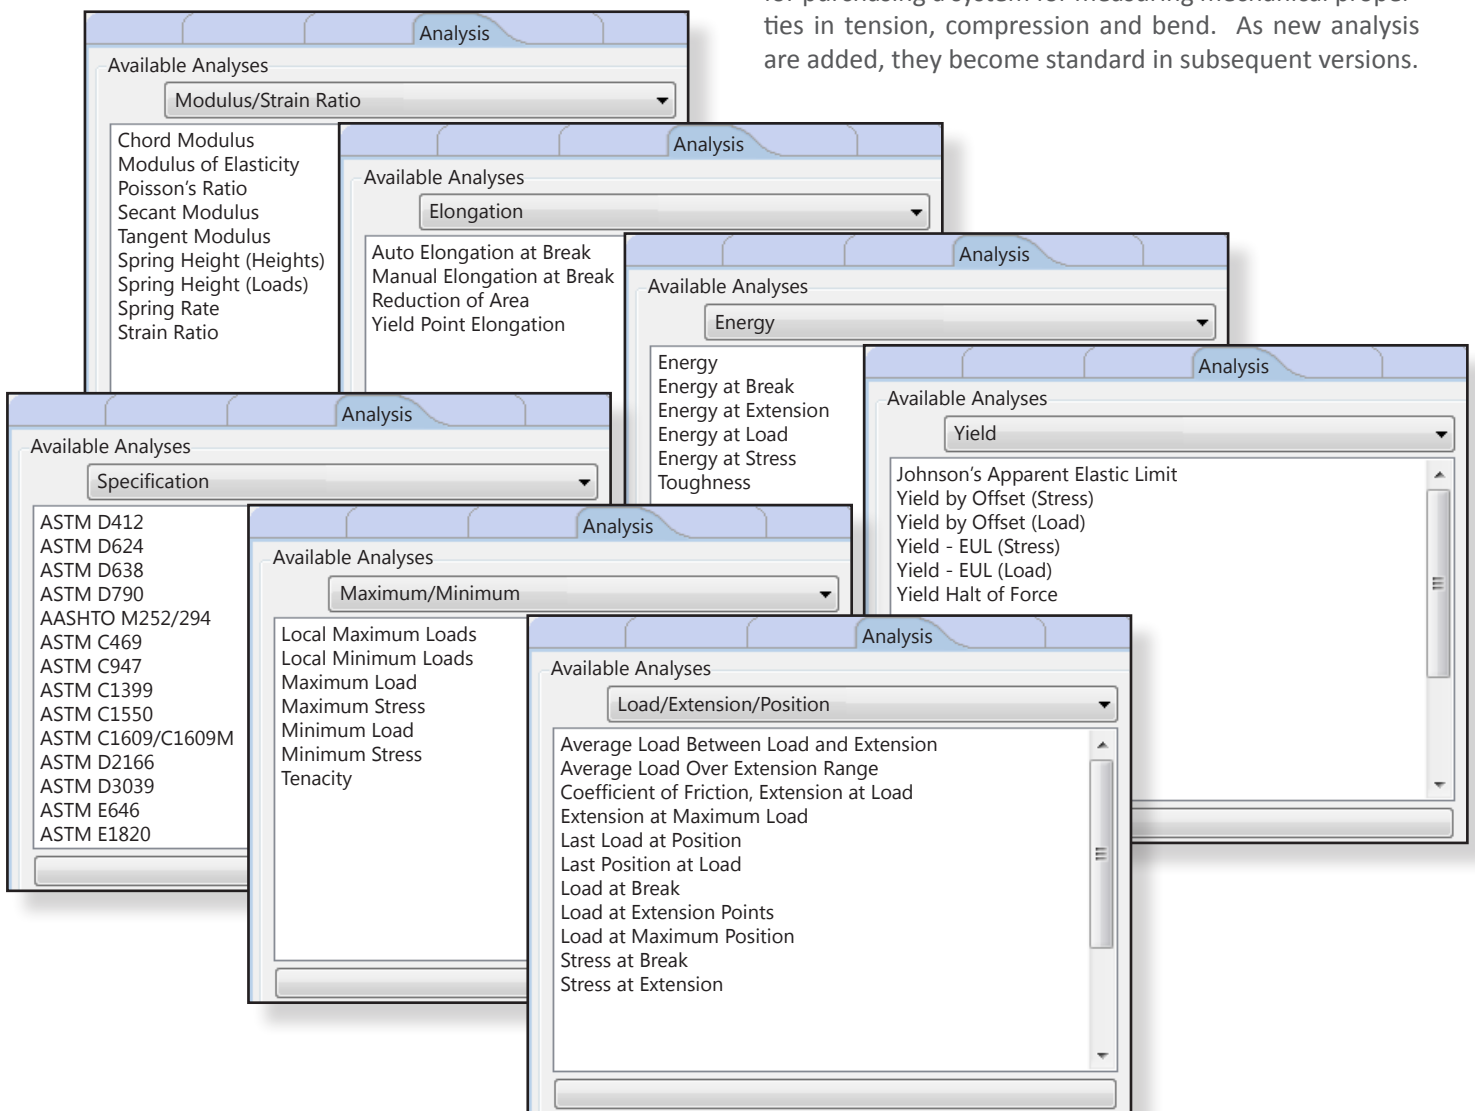 for purchasing a system for measuring mechanical proper-
ties in tension, compression and bend. As new analysis
are added, they become standard in subsequent versions.
Analysis
Available Analyses
Modulus/Strain Ratio
Chord Modulus
Modulus of Elasticity
Poisson's Ratio
Secant Modulus
Tangent Modulus
Spring Height (Heights)
Spring Height (Loads)
Spring Rate
Strain Ratio
Analysis
Available Analyses
Elongation
Auto Elongation at Break
Manual Elongation at Break
Reduction of Area
Yield Point Elongation
Analysis
Available Analyses
Energy
Energy
Energy at Break
Energy at Extension
Energy at Load
Energy at Stress
Toughness
Analysis
Available Analyses
Yield
Johnson's Apparent Elastic Limit
Yield by Offset (Stress)
Yield by Offset (Load)
Yield - EUL (Stress)
Yield - EUL (Load)
Yield Halt of Force
Analysis
Available Analyses
Specification
ASTM D412
ASTM D624
ASTM D638
ASTM D790
AASHTO M252/294
ASTM C469
ASTM C947
ASTM C1399
ASTM C1550
ASTM C1609/C1609M
ASTM D2166
ASTM D3039
ASTM E646
ASTM E1820
Analysis
Available Analyses
Maximum/Minimum
Local Maximum Loads
Local Minimum Loads
Maximum Load
Maximum Stress
Minimum Load
Minimum Stress
Tenacity
Analysis
Available Analyses
Load/Extension/Position
Average Load Between Load and Extension
Average Load Over Extension Range
Coefficient of Friction, Extension at Load
Extension at Maximum Load
Last Load at Position
Last Position at Load
Load at Break
Load at Extension Points
Load at Maximum Position
Stress at Break
Stress at Extension